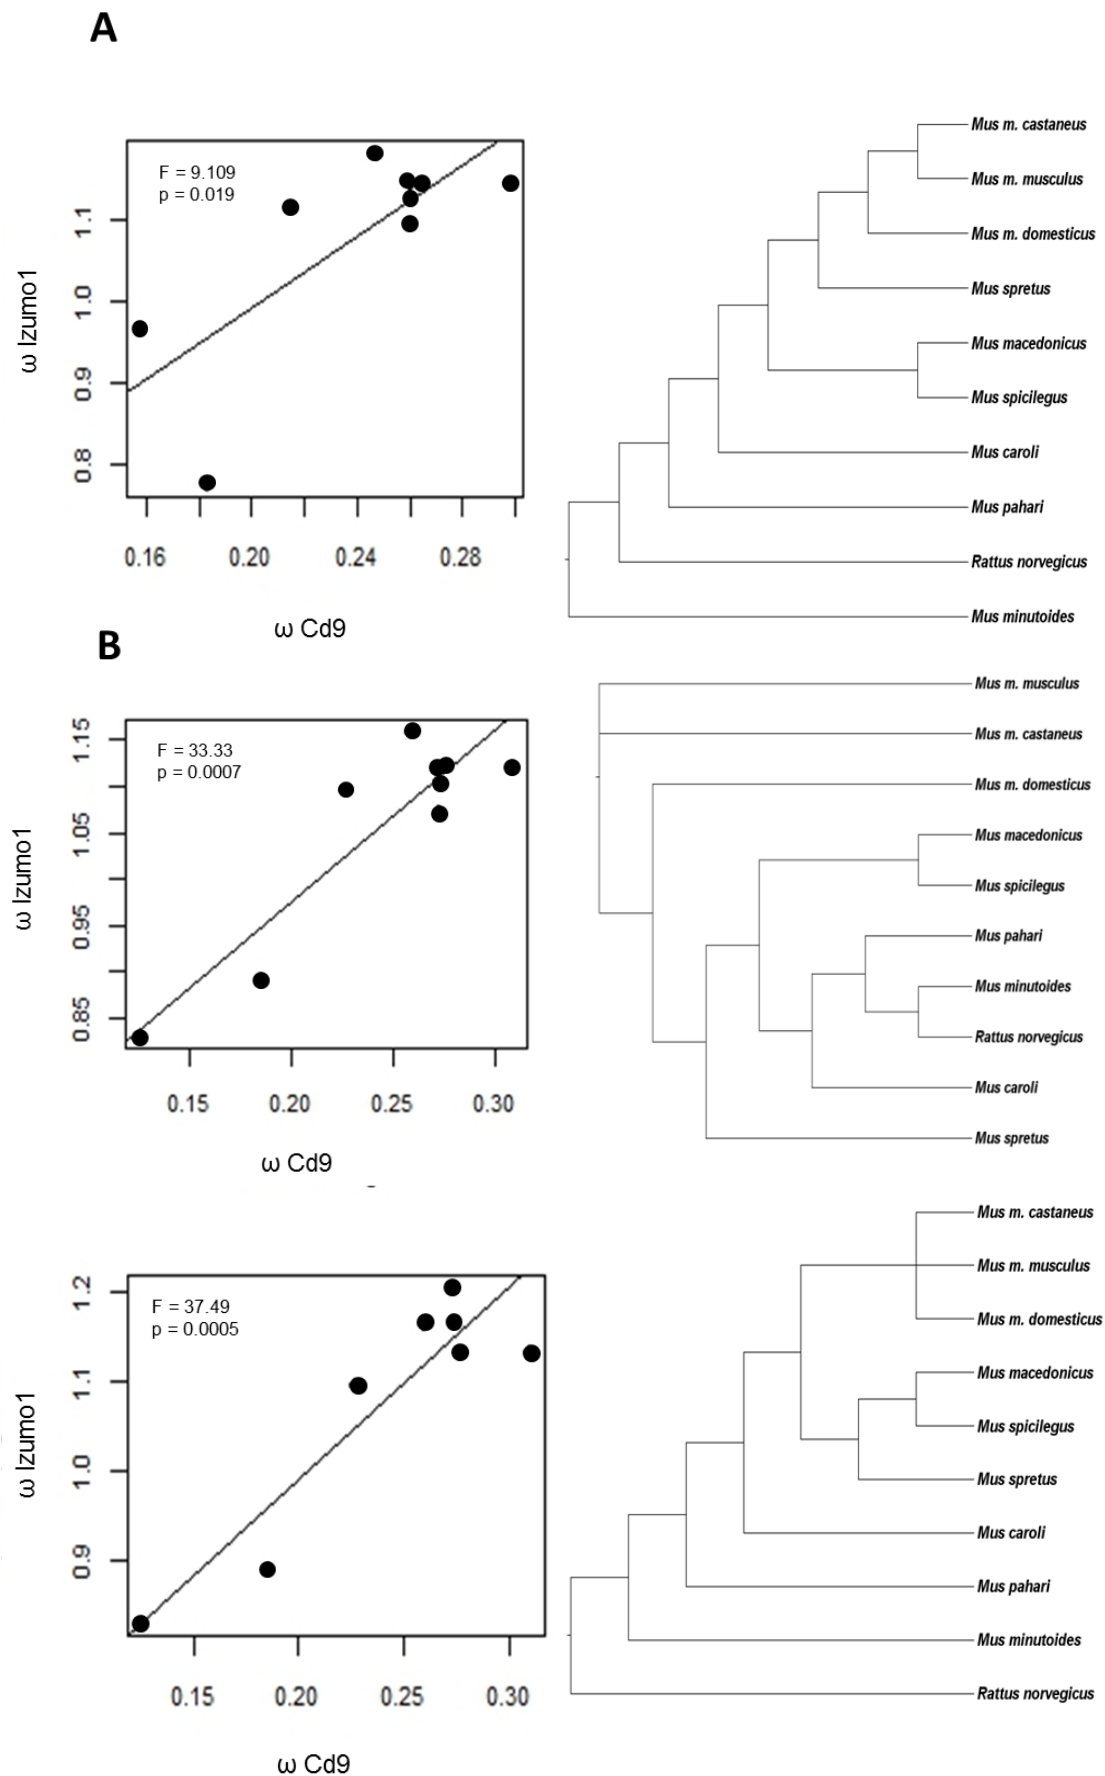 A
F = 9.109
p = 0.019
ω Izumo1
1.1
1.0
0.9
0.8
0.16 0.20 0.24 0.28
ω Cd9
Mus m. castaneus
Mus m. musculus
Mus m. domesticus
Mus spretus
Mus macedonicus
Mus spicilegus
Mus caroli
Mus pahari
Rattus norvegicus
Mus minutoides
B
F = 33.33
p = 0.0007
ω Izumo1
1.15
1.05
0.95
0.85
0.15 0.20 0.25 0.30
ω Cd9
Mus m. musculus
Mus m. castaneus
Mus m. domesticus
Mus macedonicus
Mus spicilegus
Mus pahari
Mus minutoides
Rattus norvegicus
Mus caroli
Mus spretus
F = 37.49
p = 0.0005
ω Izumo1
1.2
1.1
1.0
0.9
0.15 0.20 0.25 0.30
ω Cd9
Mus m. castaneus
Mus m. musculus
Mus m. domesticus
Mus macedonicus
Mus spicilegus
Mus spretus
Mus caroli
Mus pahari
Mus minutoides
Rattus norvegicus